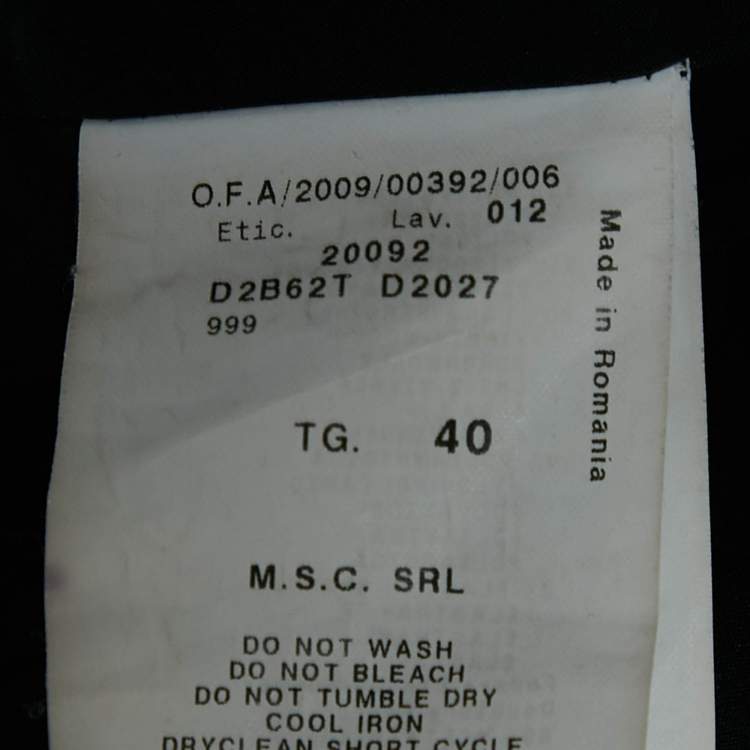 O.F.A/2009/00392/006
Etic. Lav. 012
20092
D2B62T D2027
999
TG. 40
M.S.C. SRL
DO NOT WASH
DO NOT BLEACH
DO NOT TUMBLE DRY
COOL IRON
DRYCLEAN SHORT CYCLE
Made in Romania